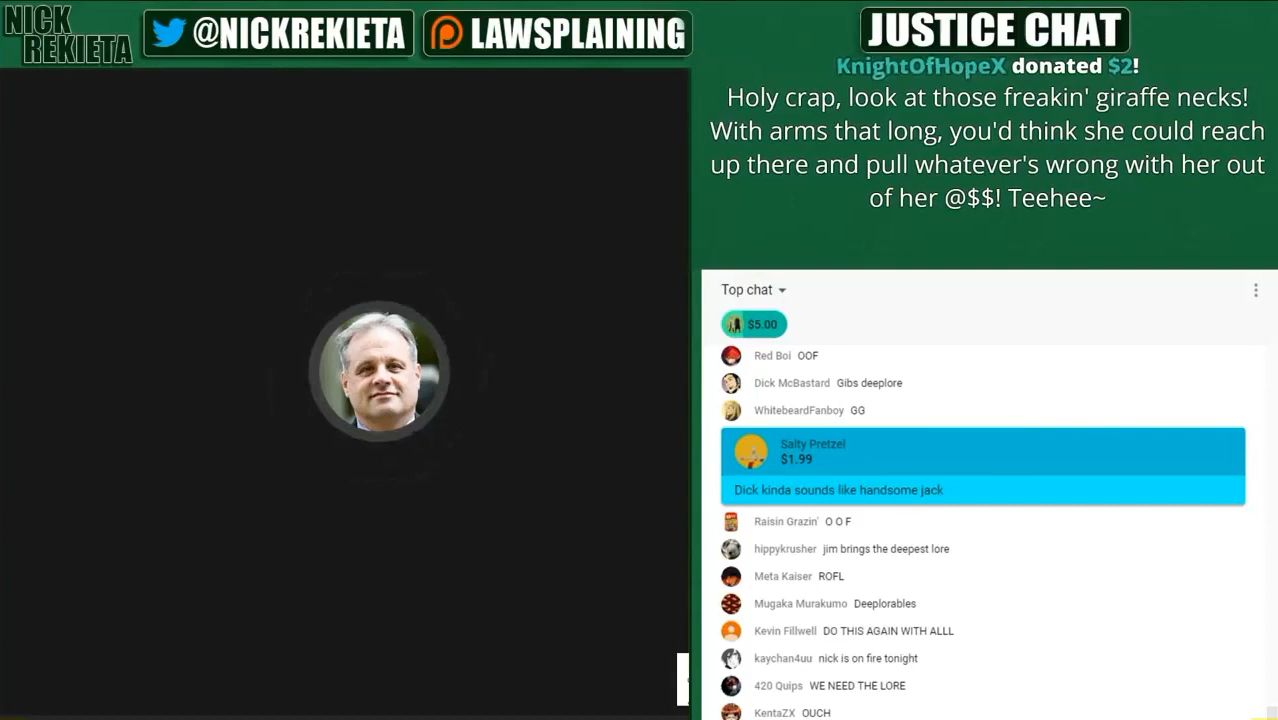 NICK
REKIETA
@NICKREKIETA
LAWSPLAINING
JUSTICE CHAT
KnightOfHopeX donated $2!
Holy crap, look at those freakin' giraffe necks!
With arms that long, you'd think she could reach
up there and pull whatever's wrong with her out
of her @$$! Teehee~
Top chat
$5.00
Red Boi OOF
Dick McBastard Gibs deeplore
WhitebeardFanboy GG
Salty Pretzel
$1.99
Dick kinda sounds like handsome jack
Raisin Grazin' O O F
hippykrusher jim brings the deepest lore
Meta Kaiser ROFL
Mugaka Murakumo Deeplorables
Kevin Fillwell DO THIS AGAIN WITH ALLL
kaychan4uu nick is on fire tonight
420 Quips WE NEED THE LORE
KentaZX OUCH